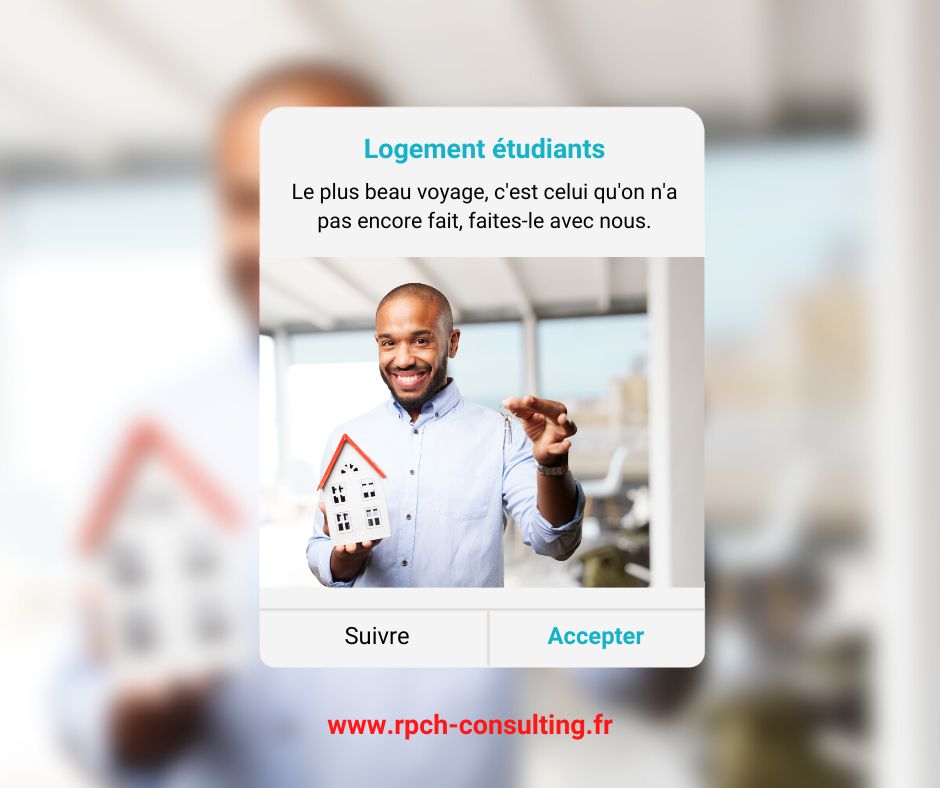 Logement étudiants
Le plus beau voyage, c'est celui qu'on n'a
pas encore fait, faites-le avec nous.
Suivre
Accepter
www.rpch-consulting.fr